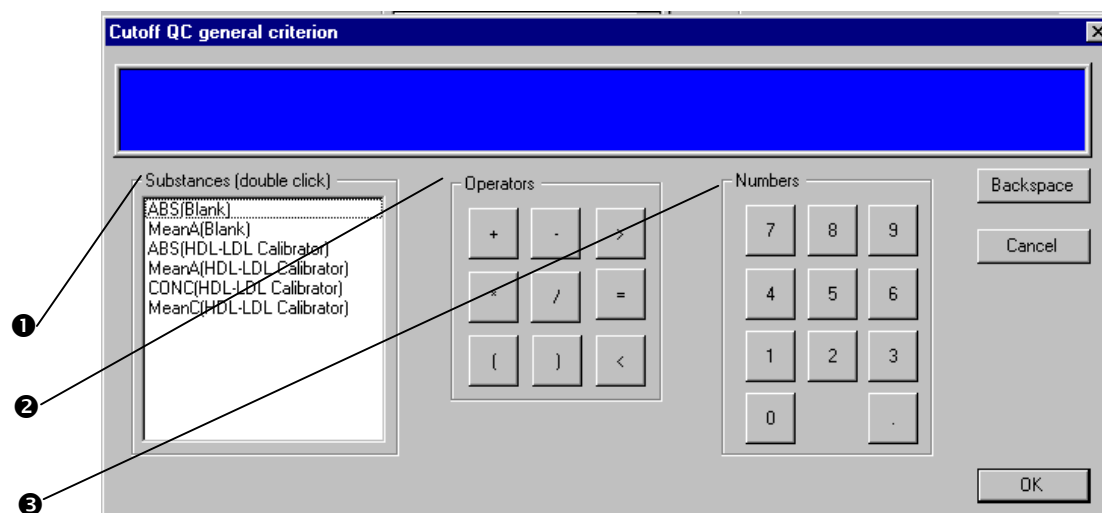 Cutoff QC general criterion
Substances (double click)
ABS(Blank)
MeanA(Blank)
ABS(HDL-LDL Calibrator)
MeanA(HDL-LDL Calibrator)
CONC(HDL-LDL Calibrator)
MeanC(HDL-LDL Calibrator)
Operators
+ - >
* / =
( ) <
Numbers
7 8 9
4 5 6
1 2 3
0 .
Backspace
Cancel
OK
❶
❷
❸